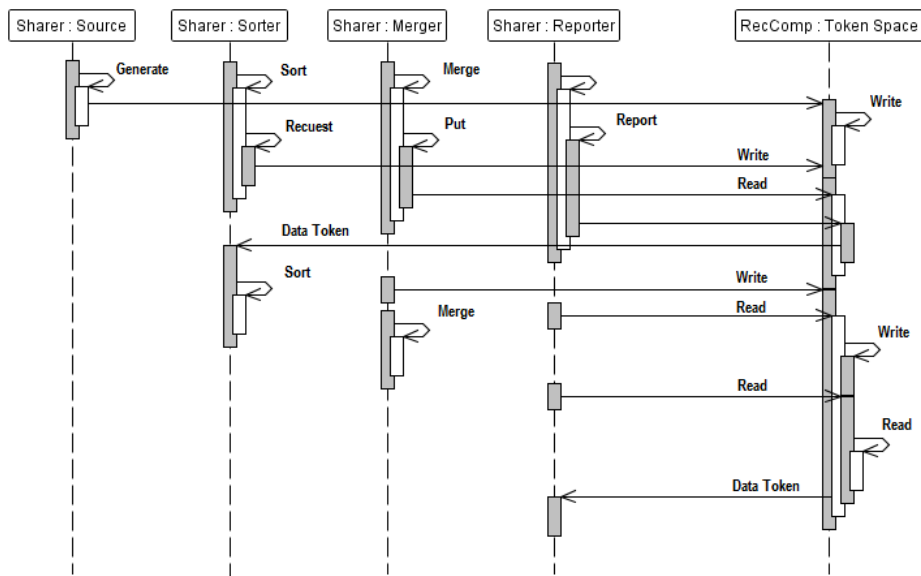 Sharer : Source
Sharer : Sorter
Sharer : Merger
Sharer : Reporter
RecComp : Token Space
Generate
Sort
Merge
Write
Recuest
Put
Report
Write
Read
Data Token
Sort
Write
Merge
Read
Write
Read
Read
Data Token